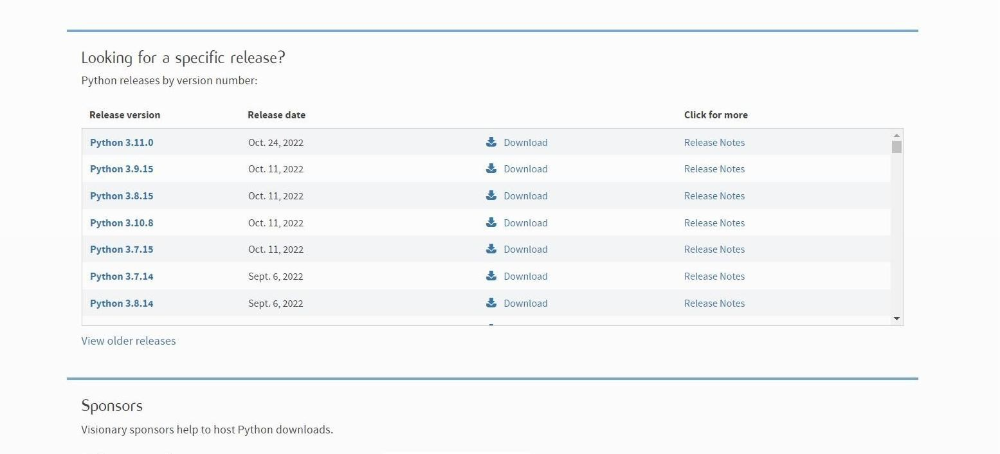 Looking for a specific release?
Python releases by version number:
Release version Release date Click for more
Python 3.11.0 Oct. 24, 2022 Download Release Notes
Python 3.9.15 Oct. 11, 2022 Download Release Notes
Python 3.8.15 Oct. 11, 2022 Download Release Notes
Python 3.10.8 Oct. 11, 2022 Download Release Notes
Python 3.7.15 Oct. 11, 2022 Download Release Notes
Python 3.7.14 Sept. 6, 2022 Download Release Notes
Python 3.8.14 Sept. 6, 2022 Download Release Notes
View older releases
Sponsors
Visionary sponsors help to host Python downloads.